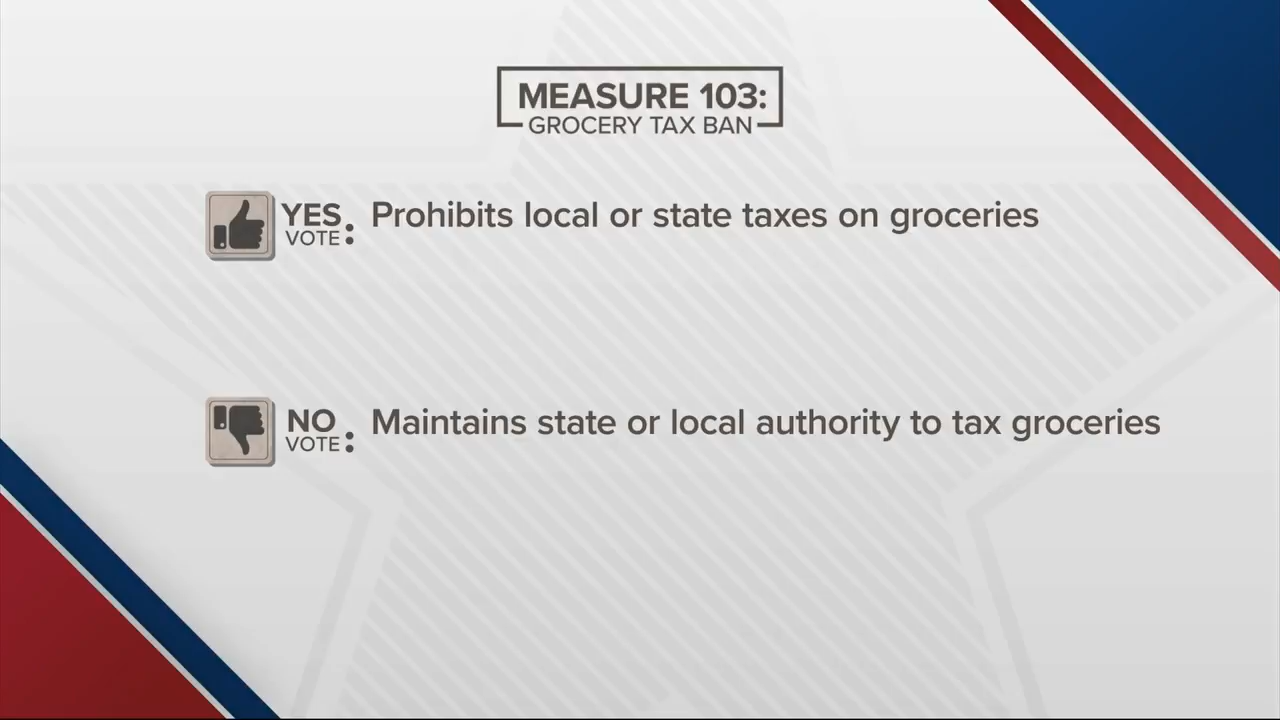 MEASURE 103:
GROCERY TAX BAN
YES VOTE: Prohibits local or state taxes on groceries
NO VOTE: Maintains state or local authority to tax groceries